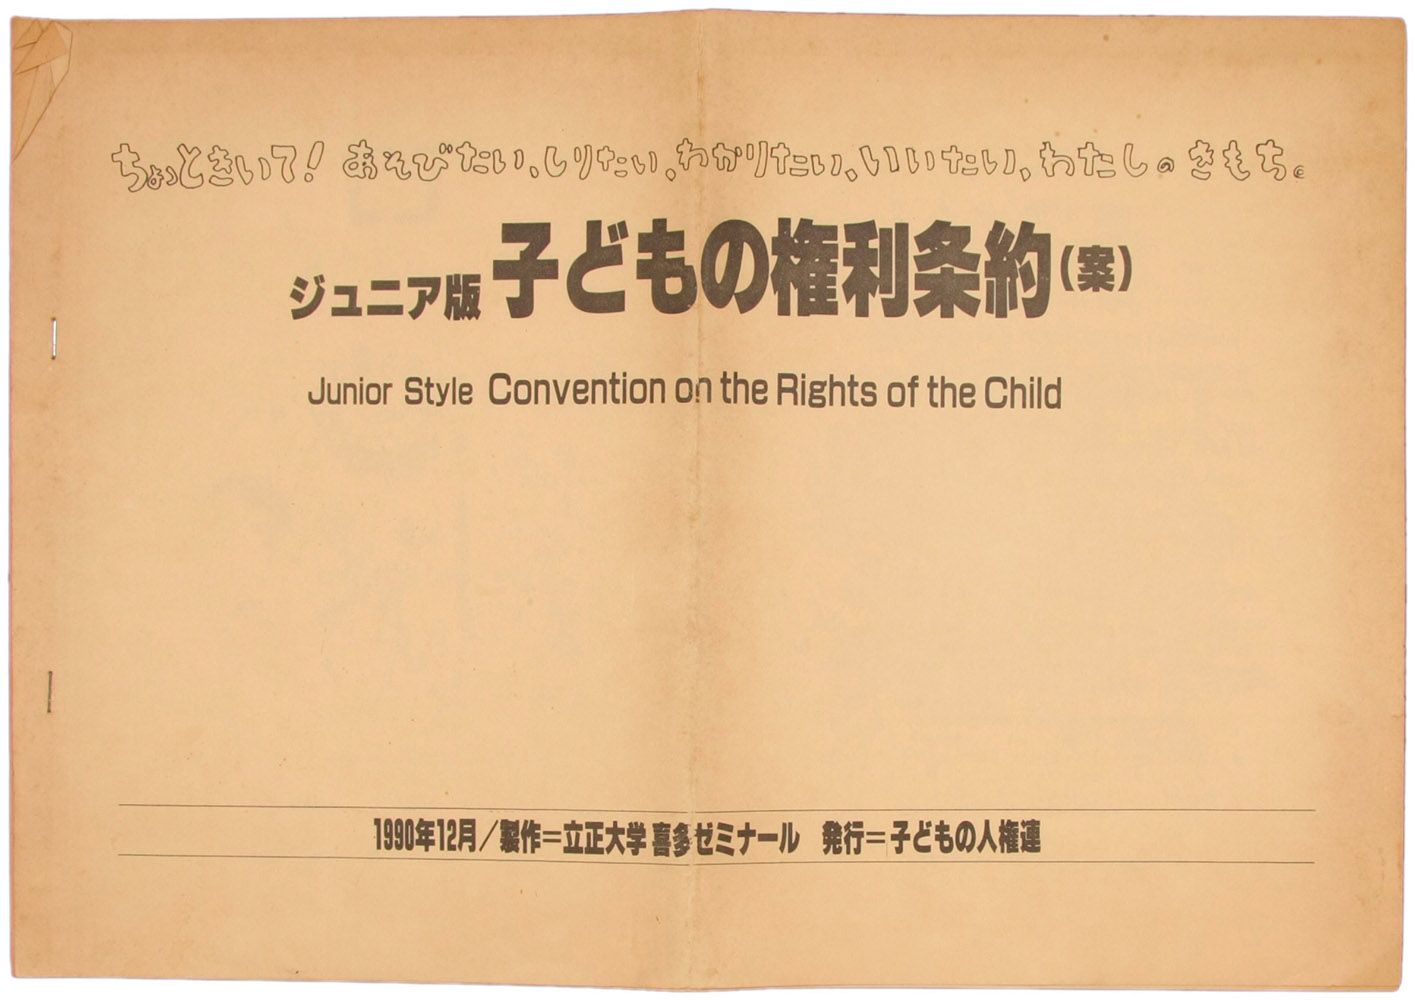 ちょっときいて! あそびたい、しりたい、わかりたい、いいたい、わたしのきもち。
ジュニア版 子どもの権利条約(案)
Junior Style Convention on the Rights of the Child
1990年12月/製作=立正大学 喜多ゼミナール 発行=子どもの人権連